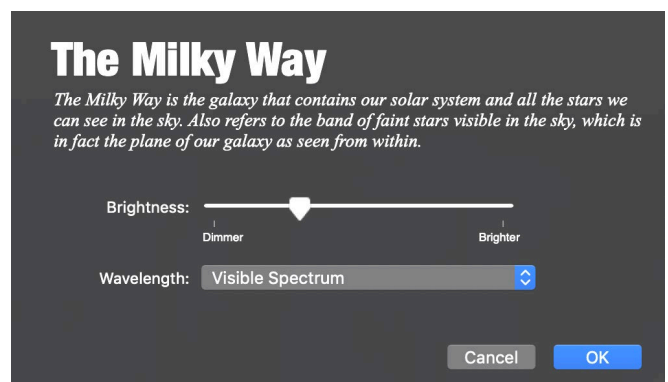 The Milky Way
The Milky Way is the galaxy that contains our solar system and all the stars we
can see in the sky. Also refers to the band of faint stars visible in the sky, which is
in fact the plane of our galaxy as seen from within.
Brightness:
Dimmer Brighter
Wavelength: Visible Spectrum
Cancel OK